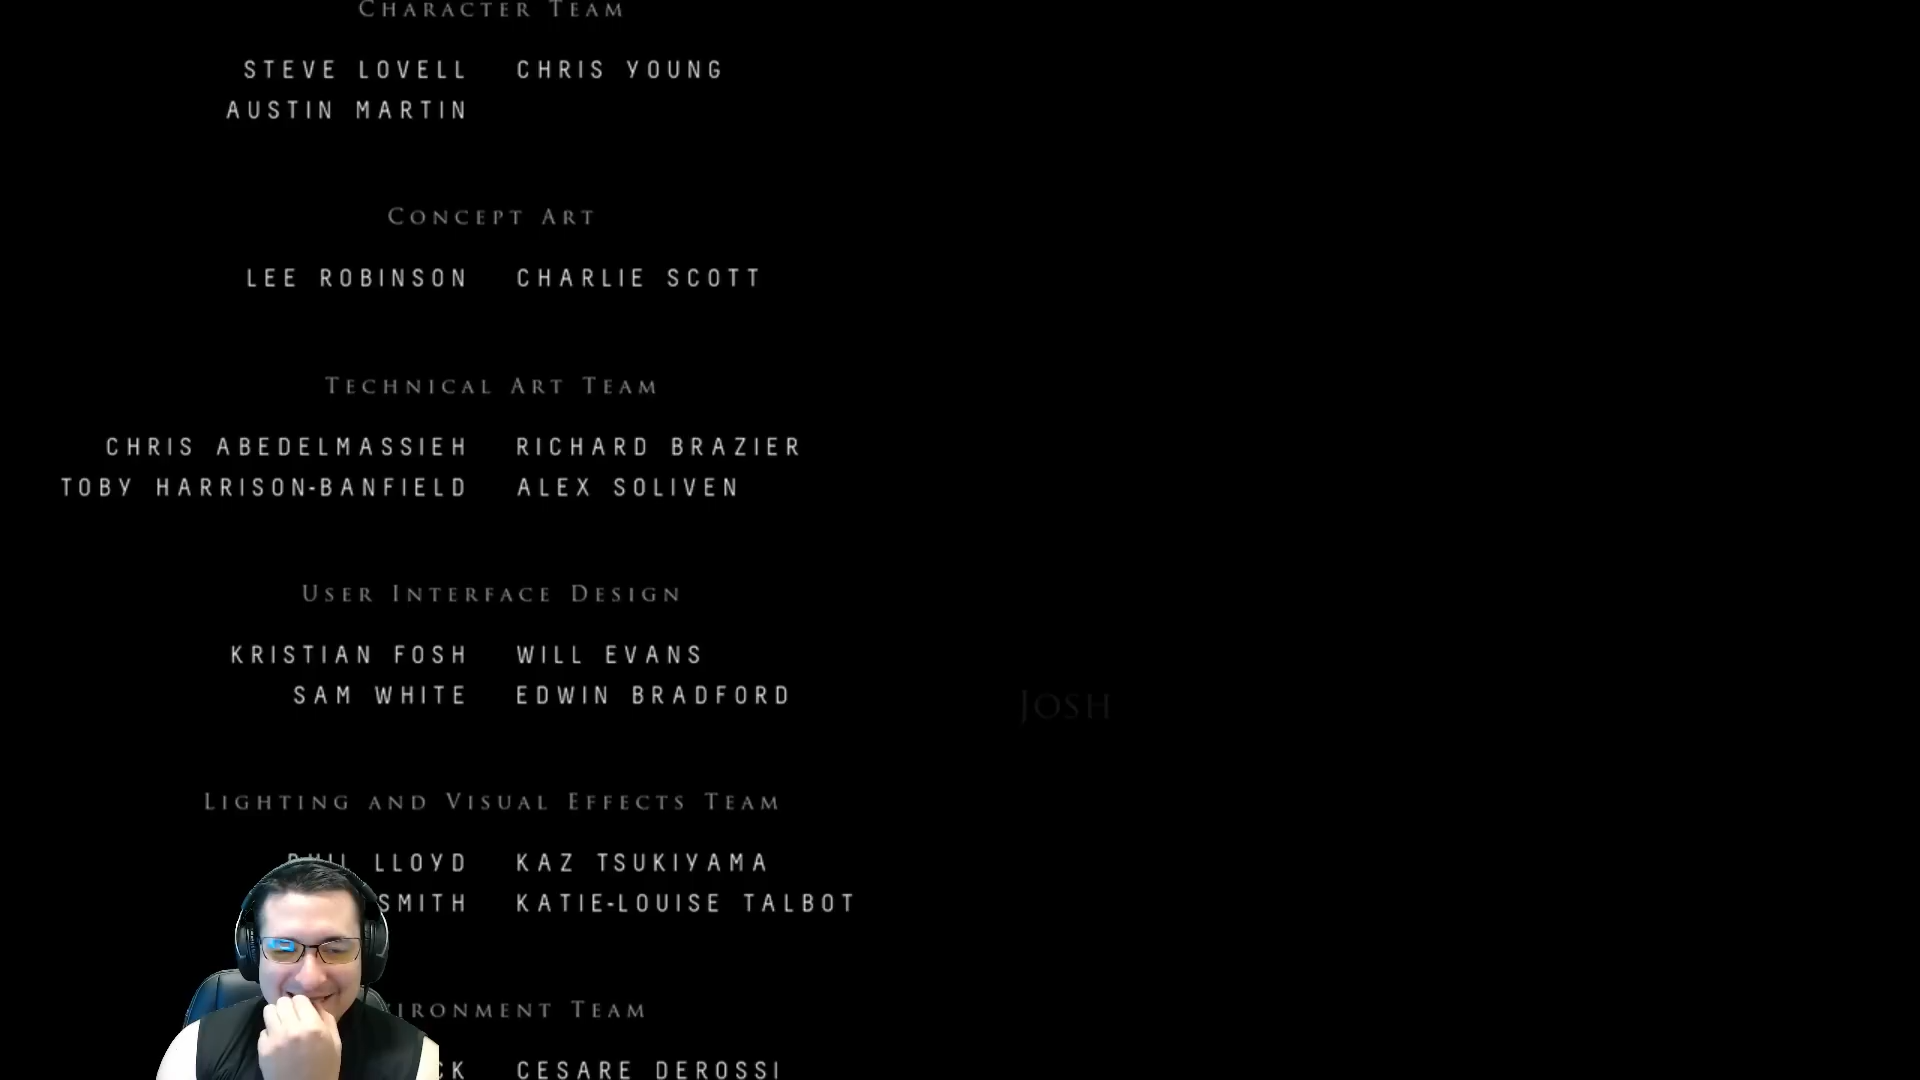 CHARACTER TEAM
STEVE LOVELL CHRIS YOUNG
AUSTIN MARTIN
CONCEPT ART
LEE ROBINSON CHARLIE SCOTT
TECHNICAL ART TEAM
CHRIS ABEDELMASSIEH RICHARD BRAZIER
TOBY HARRISON-BANFIELD ALEX SOLIVEN
USER INTERFACE DESIGN
KRISTIAN FOSH WILL EVANS
SAM WHITE EDWIN BRADFORD
JOSH
LIGHTING AND VISUAL EFFECTS TEAM
LLOYD KAZ TSUKIYAMA
SMITH KATIE-LOUISE TALBOT
TEAM
CESARE DEROSSI